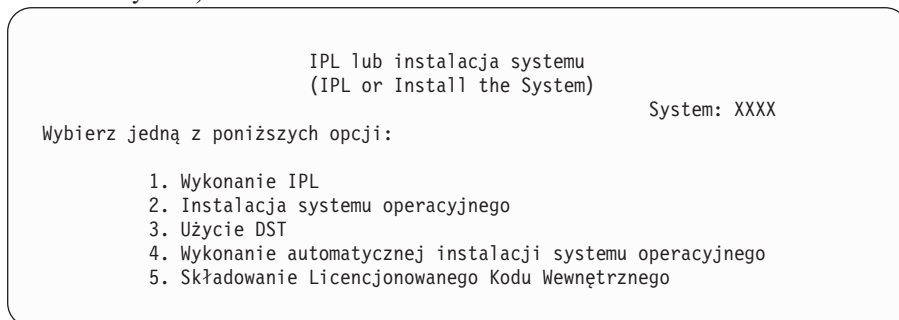 IPL lub instalacja systemu
(IPL or Install the System)
System: XXXX
Wybierz jedną z poniższych opcji:
1. Wykonanie IPL
2. Instalacja systemu operacyjnego
3. Użycie DST
4. Wykonanie automatycznej instalacji systemu operacyjnego
5. Składowanie Licencjonowanego Kodu Wewnętrznego